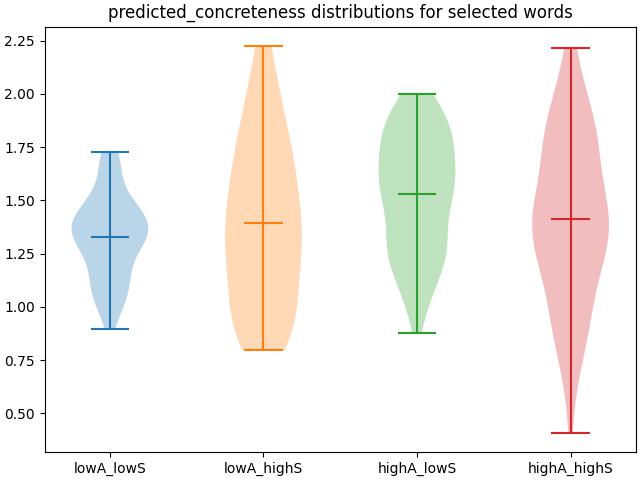 predicted_concreteness distributions for selected words
2.25
2.00
1.75
1.50
1.25
1.00
0.75
0.50
lowA_lowS
lowA_highS
highA_lowS
highA_highS